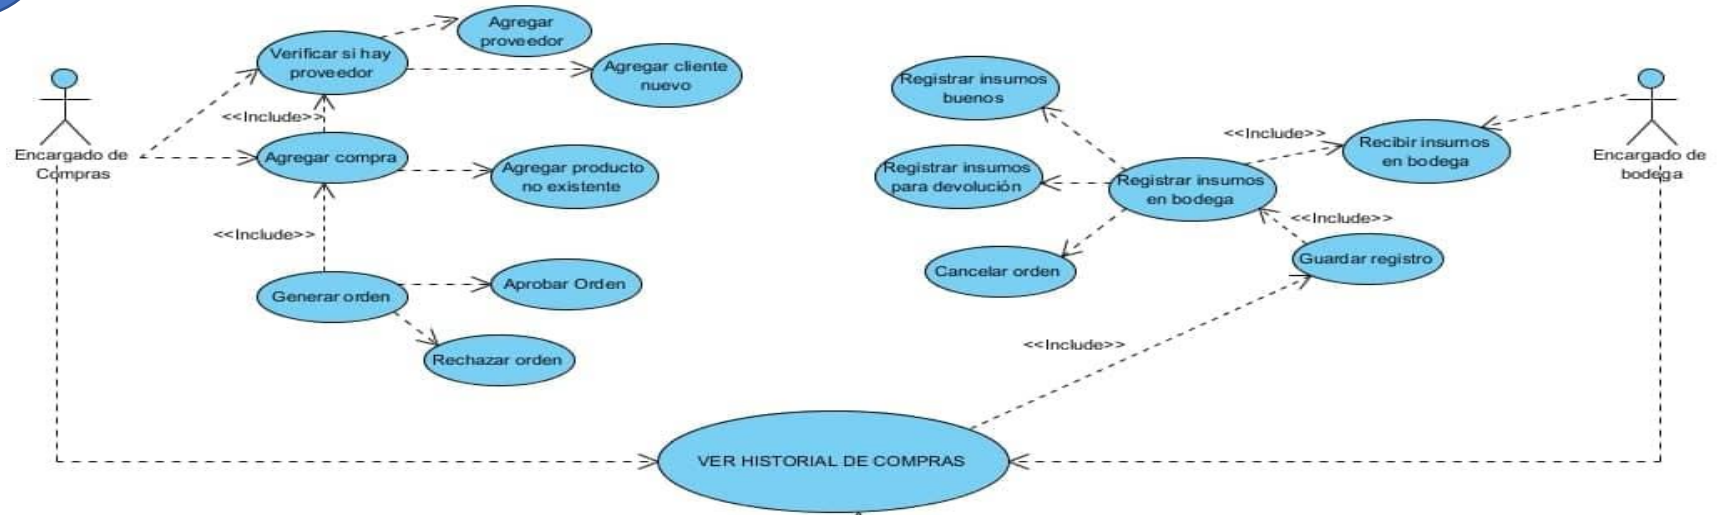 Agregar
proveedor
Verificar si hay
proveedor
Agregar cliente
nuevo
<<Include>>
Encargado de
Compras
Agregar compra
Agregar producto
no existente
<<Include>>
Generar orden
Aprobar Orden
Rechazar orden
Registrar insumos
buenos
<<Include>>
Recibir insumos
en bodega
Encargado de
bodega
Registrar insumos
para devolución
Registrar insumos
en bodega
<<Include>>
Cancelar orden
Guardar registro
<<Include>>
VER HISTORIAL DE COMPRAS